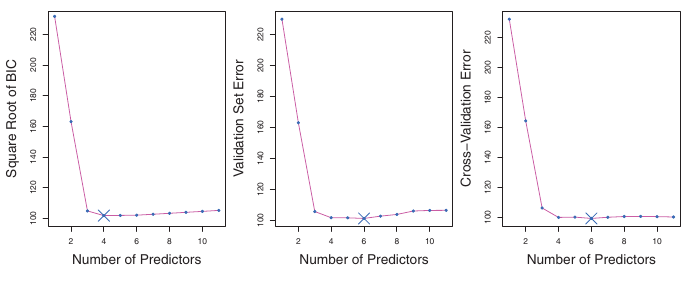 Square Root of BIC
100 120 140 160 180 200 220
2 4 6 8 10
Number of Predictors
Validation Set Error
100 120 140 160 180 200 220
2 4 6 8 10
Number of Predictors
Cross−Validation Error
100 120 140 160 180 200 220
2 4 6 8 10
Number of Predictors